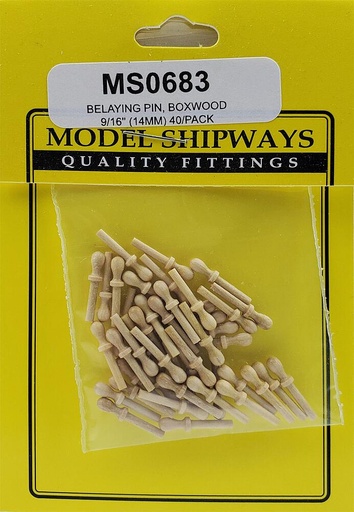 MS0683
BELAYING PIN, BOXWOOD
9/16" (14MM) 40/PACK
MODEL SHIPWAYS
QUALITY FITTINGS